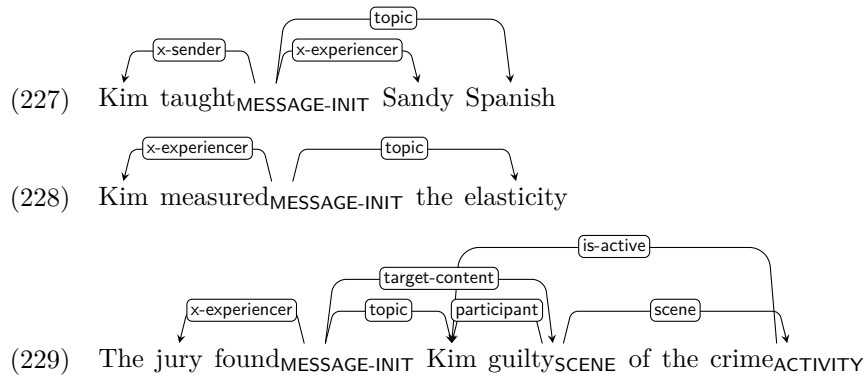 topic
x-sender x-experiencer
(227) Kim taughtMESSAGE-INIT Sandy Spanish
x-experiencer topic
(228) Kim measuredMESSAGE-INIT the elasticity
is-active
target-content
x-experiencer topic participant scene
(229) The jury foundMESSAGE-INIT Kim guiltySCENE of the crimeACTIVITY